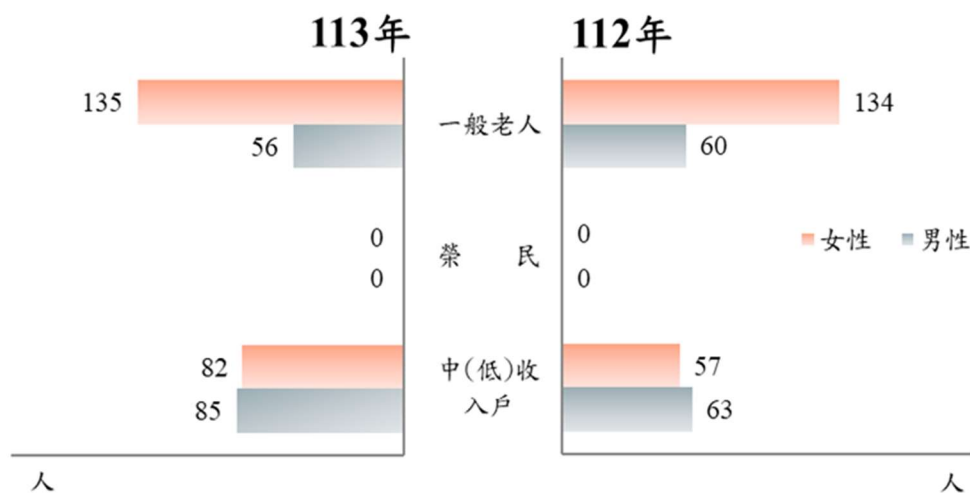 113年
112年
135
一般老人
134
56
60
0
0
榮 民
女性
男性
0
0
82
中(低)收
入戶
57
85
63
人
人